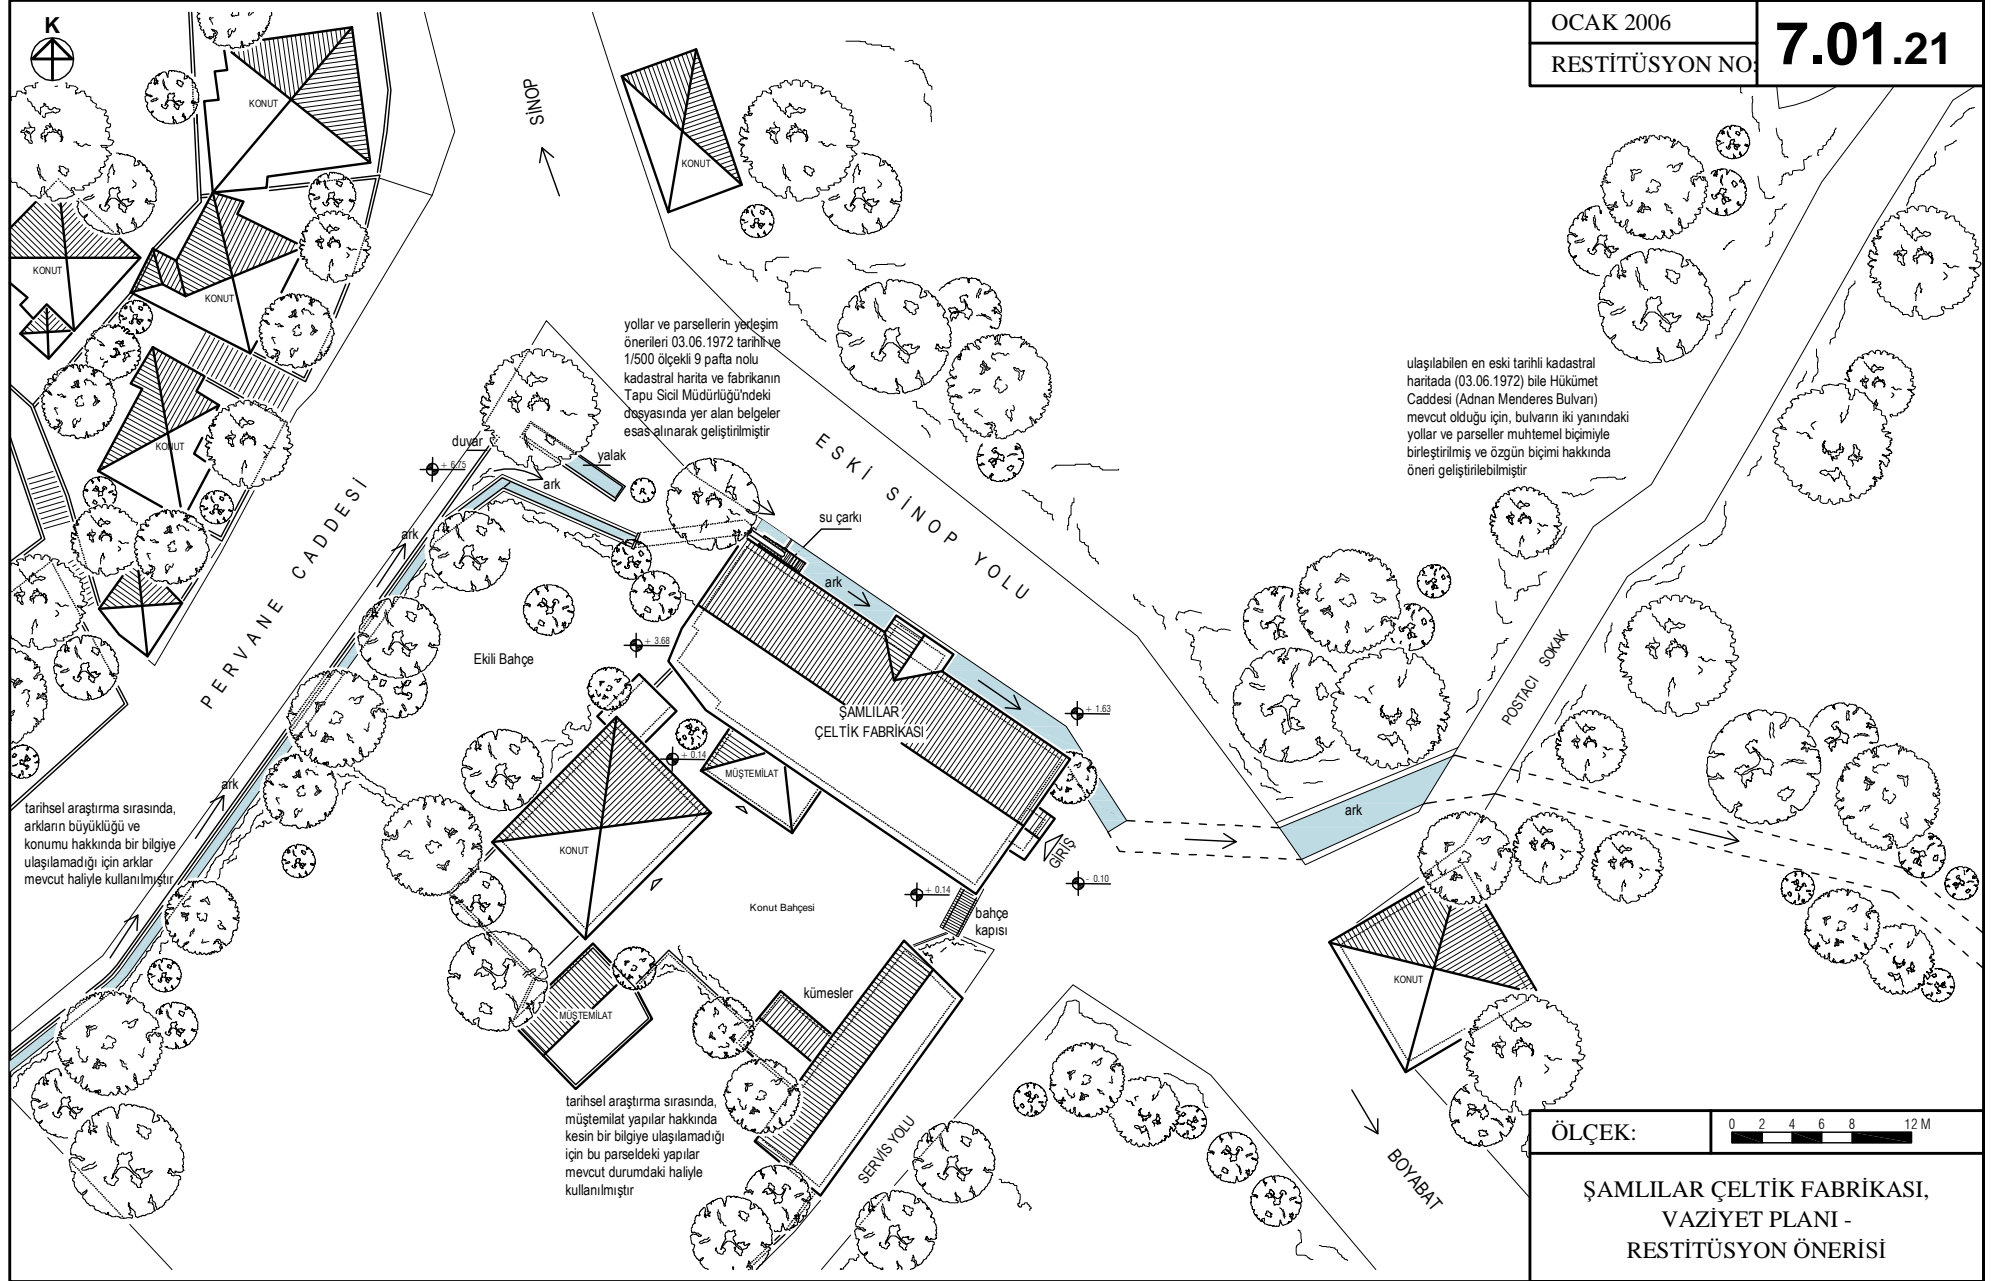 K
OCAK 2006
RESTİTÜSYON NO:
7.01.21
SİNOP
KONUT
KONUT
KONUT
KONUT
KONUT
yollar ve parsellerin yerleşim
önerileri 03.06.1972 tarihli ve
1/500 ölçekli 9 pafta nolu
kadastral harita ve fabrikanın
Tapu Sicil Müdürlüğü'ndeki
dosyasında yer alan belgeler
esas alınarak geliştirilmiştir
ulaşılabilen en eski tarihli kadastral
haritada (03.06.1972) bile Hükümet
Caddesi (Adnan Menderes Bulvarı)
mevcut olduğu için, bulvarın iki yanındaki
yollar ve parseller muhtemel biçimiyle
birleştirilmiş ve özgün biçimi hakkında
öneri geliştirilebilmiştir
duvar
+ 6.75
yalak
ark
ark
su çarkı
ark
ESKİ SİNOP YOLU
PERVANE CADDESİ
+ 3.68
Ekili Bahçe
POSTACI SOKAK
ŞAMLILAR
ÇELTİK FABRİKASI
+ 1.63
+ 0.14
MÜŞTEMİLAT
ark
ark
tarihsel araştırma sırasında,
arkların büyüklüğü ve
konumu hakkında bir bilgiye
ulaşılamadığı için arklar
mevcut haliyle kullanılmıştır
KONUT
GİRİŞ
- 0.10
+ 0.14
Konut Bahçesi
bahçe
kapısı
KONUT
kümesler
MÜŞTEMİLAT
tarihsel araştırma sırasında,
müştemilat yapılar hakkında
kesin bir bilgiye ulaşılamadığı
için bu parseldeki yapılar
mevcut durumdaki haliyle
kullanılmıştır
SERVİS YOLU
BOYABAT
ÖLÇEK:
0 2 4 6 8 12 M
ŞAMLILAR ÇELTİK FABRİKASI,
VAZİYET PLANI -
RESTİTÜSYON ÖNERİSİ